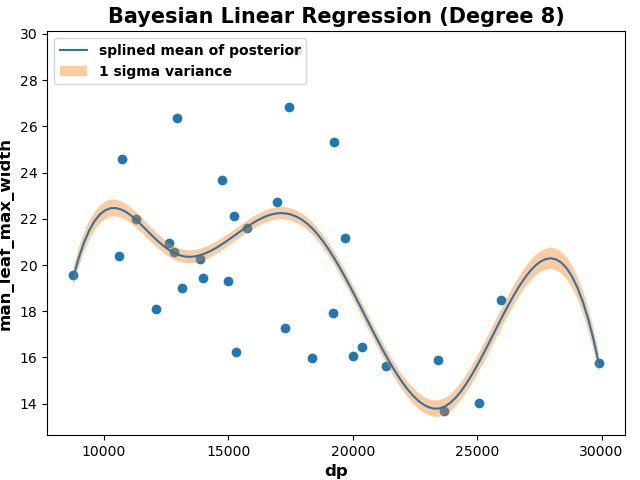 Bayesian Linear Regression (Degree 8)
30
28
26
24
22
20
18
16
14
man_leaf_max_width
splined mean of posterior
1 sigma variance
10000 15000 20000 25000 30000
dp